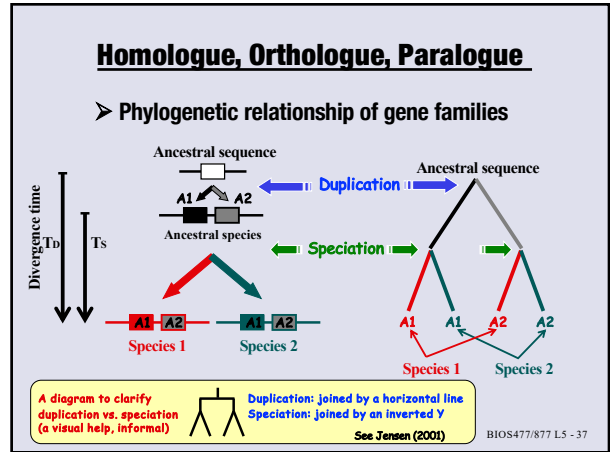 Homologue, Orthologue, Paralogue
➢ Phylogenetic relationship of gene families
Ancestral sequence
A1 A2
Ancestral species
Duplication
Ancestral sequence
Speciation
Divergence time
TD
TS
A1 A2
Species 1
A1 A2
Species 2
A1 A1 A2 A2
Species 1 Species 2
A diagram to clarify
duplication vs. speciation
(a visual help, informal)
Duplication: joined by a horizontal line
Speciation: joined by an inverted Y
See Jensen (2001)
BIOS477/877 L5 - 37